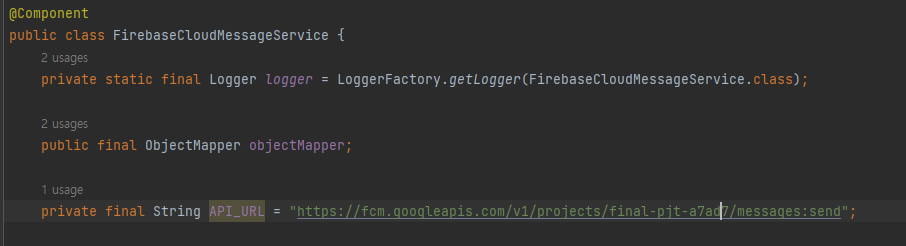 @Component
public class FirebaseCloudMessageService {
2 usages
private static final Logger logger = LoggerFactory.getLogger(FirebaseCloudMessageService.class);
2 usages
public final ObjectMapper objectMapper;
1 usage
private final String API_URL = "https://fcm.googleapis.com/v1/projects/final-pjt-a7ad7/messages:send";